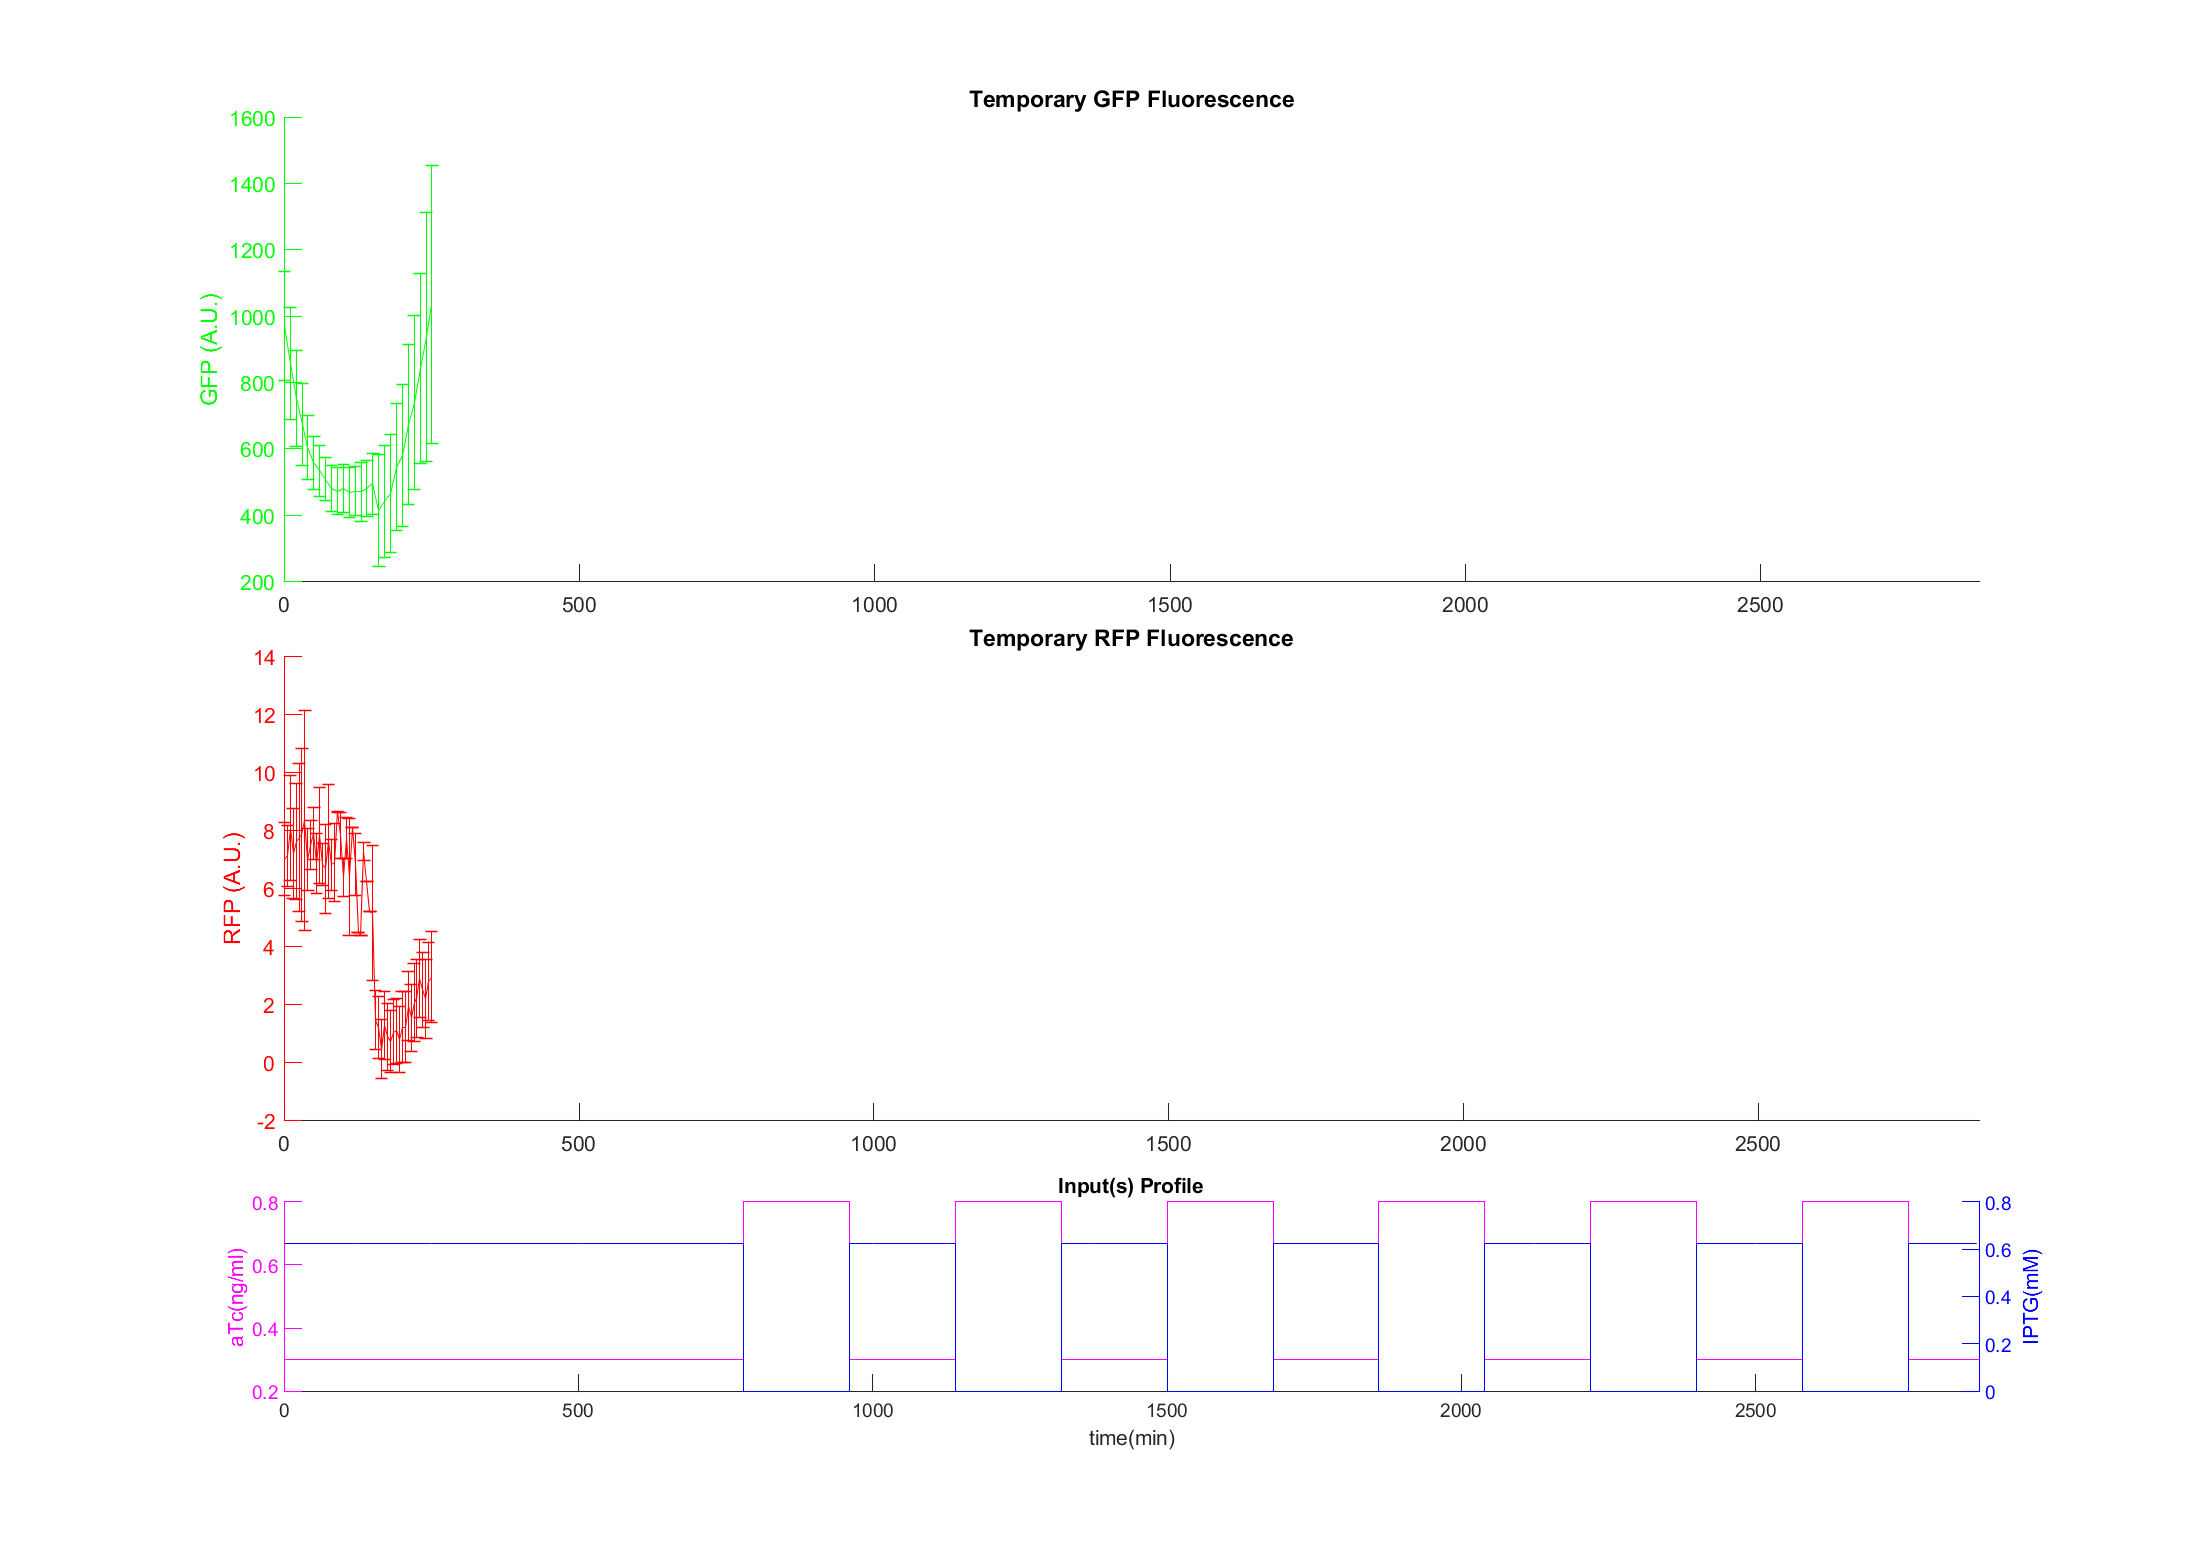 Temporary GFP Fluorescence
1600
1400
1200
1000
800
600
400
200
GFP (A.U.)
0 500 1000 1500 2000 2500
Temporary RFP Fluorescence
14
12
10
8
6
4
2
0
-2
RFP (A.U.)
0 500 1000 1500 2000 2500
Input(s) Profile
0.8
0.6
0.4
0.2
aTc(ng/ml)
0.8
0.6
0.4
0.2
0
IPTG(mM)
0 500 1000 1500 2000 2500
time(min)